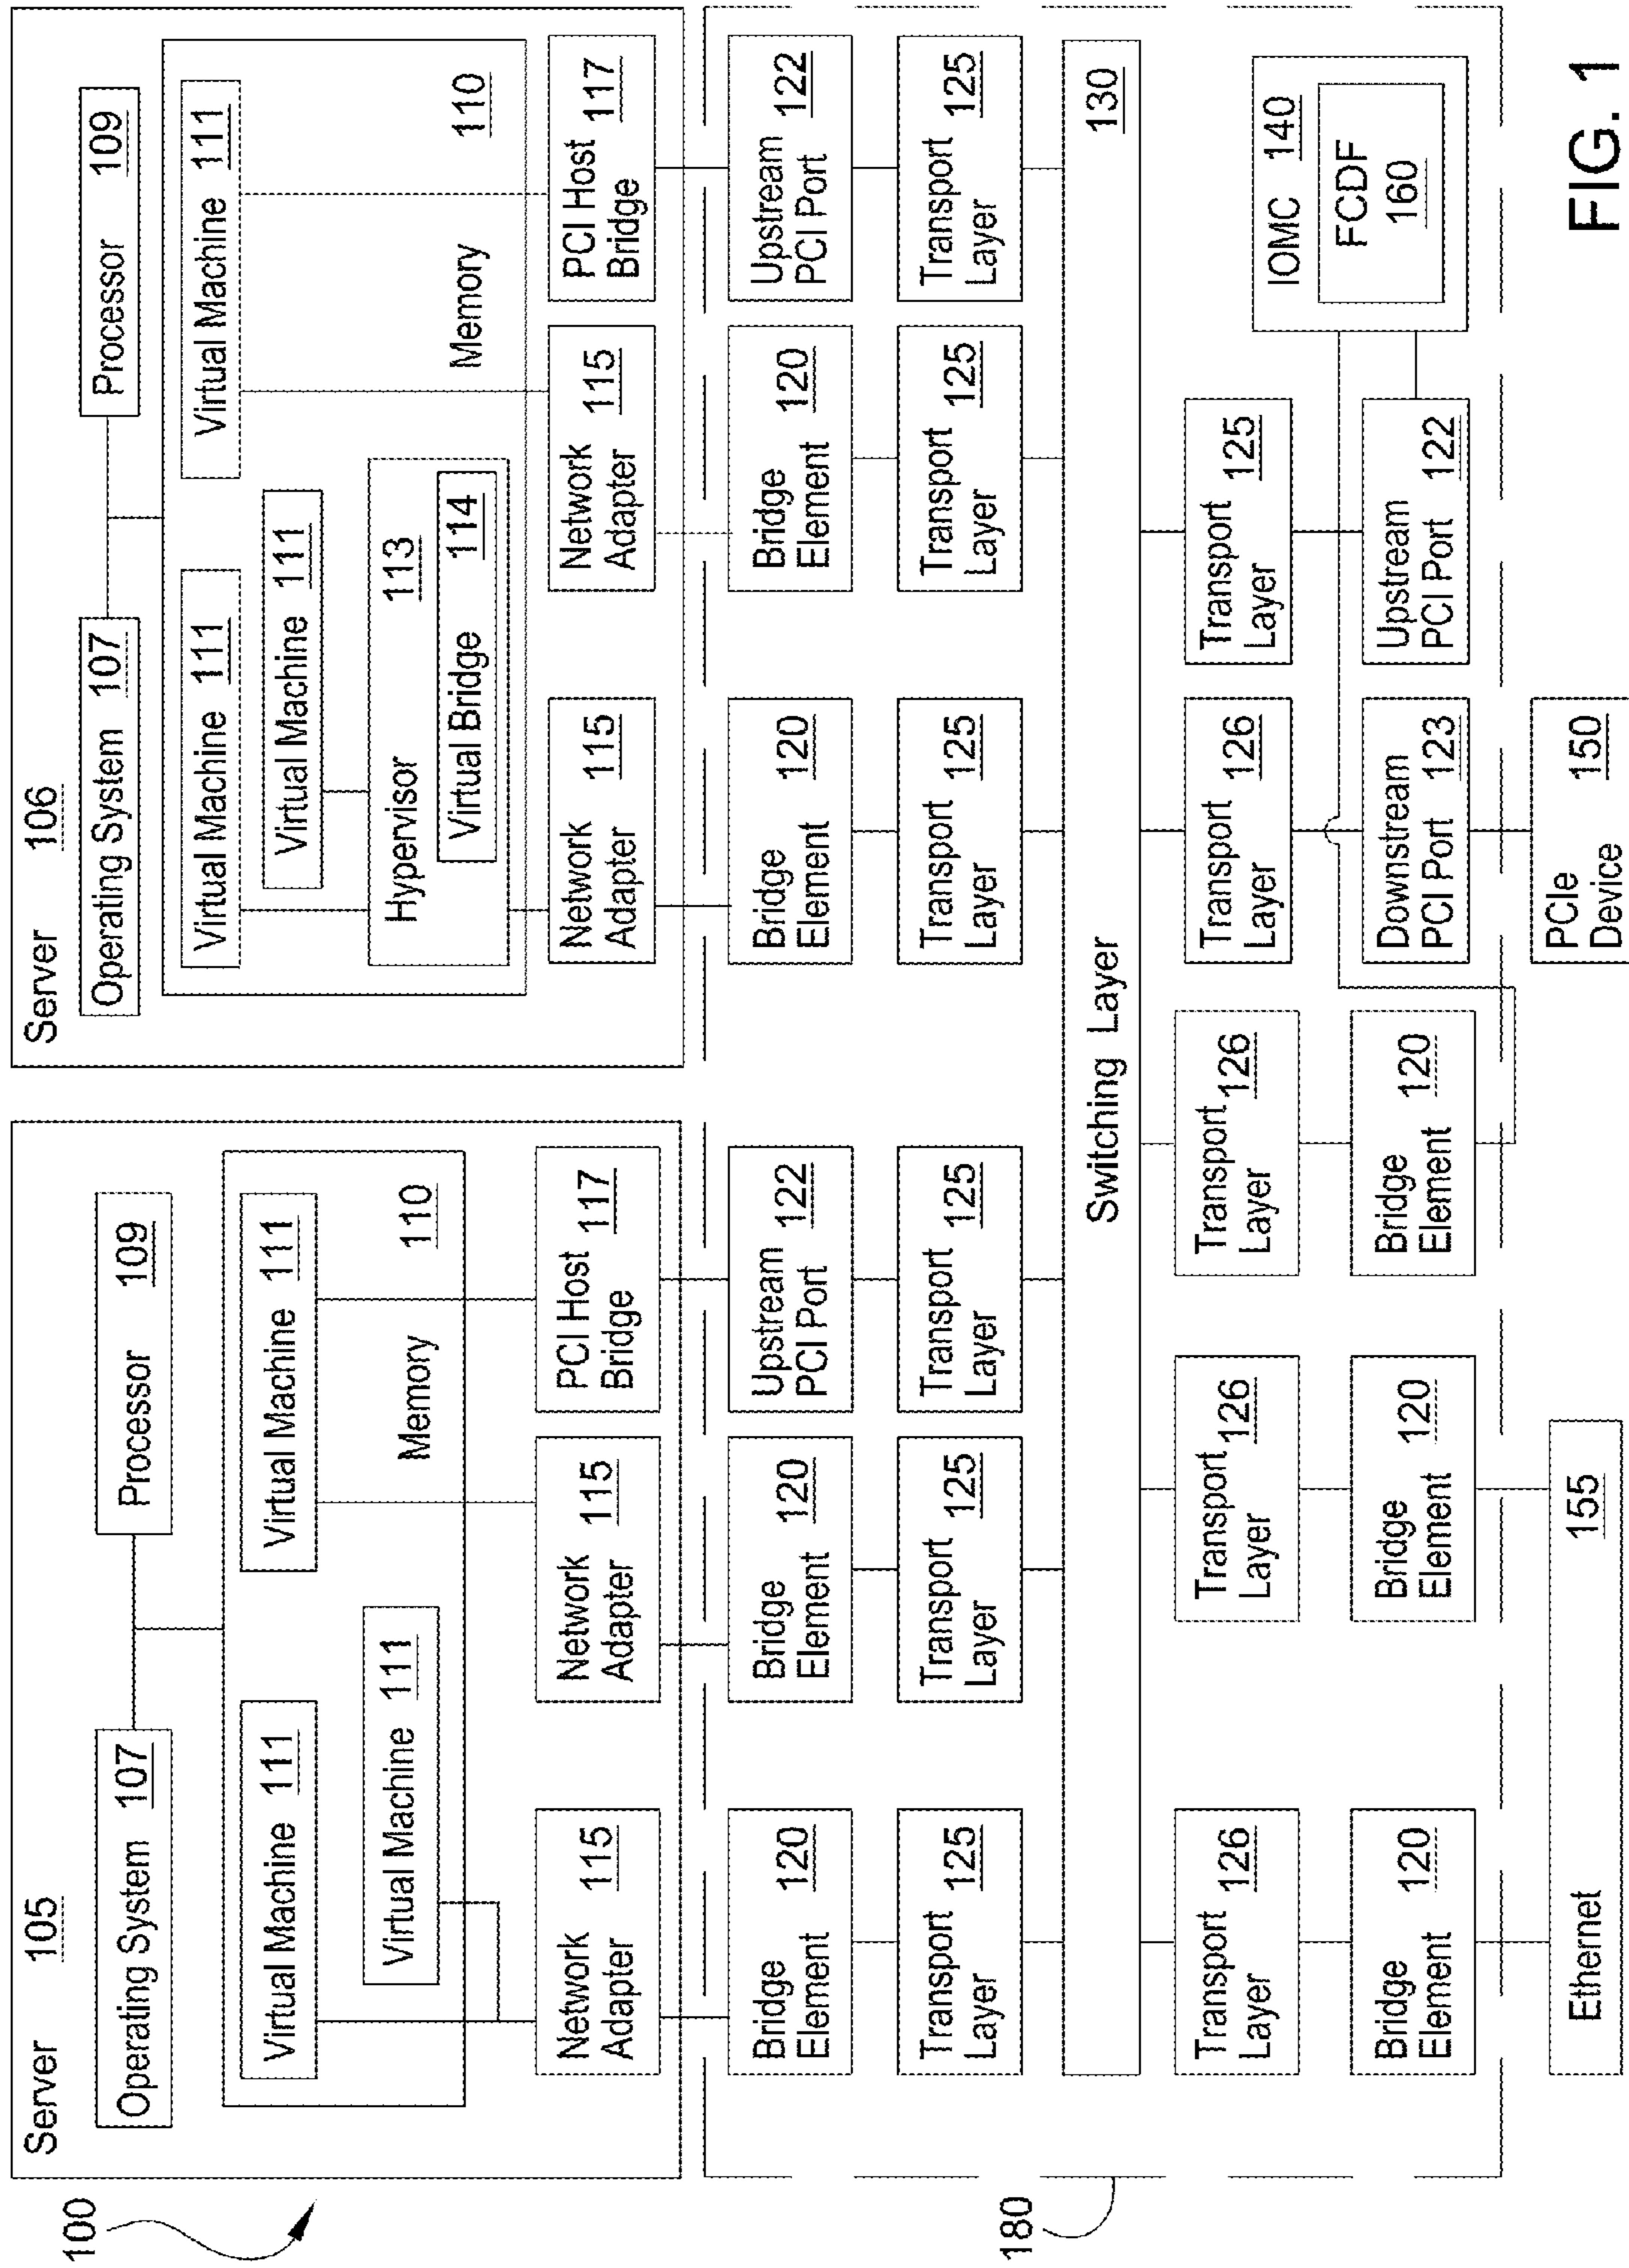 100
Server 105
Operating System 107
Processor 109
Virtual Machine 111
Virtual Machine 111
Virtual Machine 111
Memory 110
Network
Adapter 115
Network
Adapter 115
PCI Host
Bridge 117
Server 106
Operating System 107
Processor 109
Virtual Machine 111
Virtual Machine 111
Virtual Machine 111
Hypervisor 113
Virtual Bridge 114
Memory 110
Network
Adapter 115
Network
Adapter 115
PCI Host
Bridge 117
180
Bridge
Element 120
Bridge
Element 120
Upstream
PCI Port 122
Bridge
Element 120
Bridge
Element 120
Upstream
PCI Port 122
Transport
Layer 125
Transport
Layer 125
Transport
Layer 125
Transport
Layer 125
Transport
Layer 125
Transport
Layer 125
Switching Layer 130
Transport
Layer 126
Transport
Layer 126
Transport
Layer 126
Transport
Layer 126
Transport
Layer 125
IOMC 140
FCDF
160
Bridge
Element 120
Bridge
Element 120
Bridge
Element 120
Downstream
PCI Port 123
Upstream
PCI Port 122
Ethernet 155
PCIe
Device 150
FIG. 1